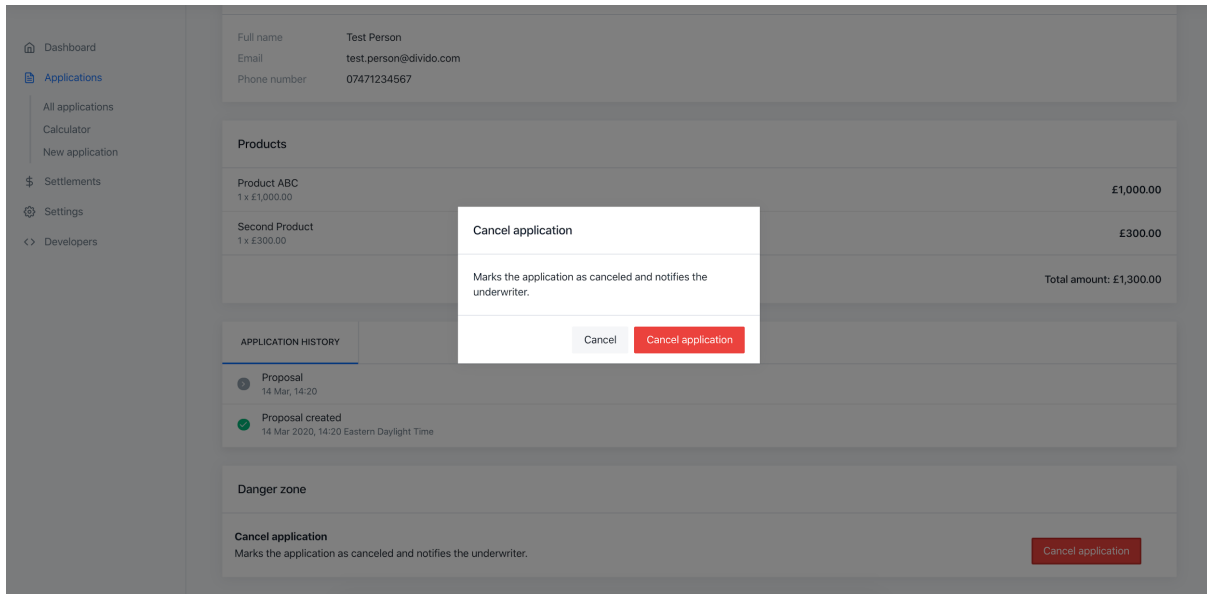 Dashboard
Applications
All applications
Calculator
New application
$ Settlements
Settings
<> Developers
Full name Test Person
Email test.person@divido.com
Phone number 07471234567
Products
Product ABC
1 x £1,000.00
£1,000.00
Second Product
1 x £300.00
£300.00
Total amount: £1,300.00
Cancel application
Marks the application as canceled and notifies the
underwriter.
Cancel Cancel application
APPLICATION HISTORY
Proposal
14 Mar, 14:20
Proposal created
14 Mar 2020, 14:20 Eastern Daylight Time
Danger zone
Cancel application
Marks the application as canceled and notifies the underwriter.
Cancel application